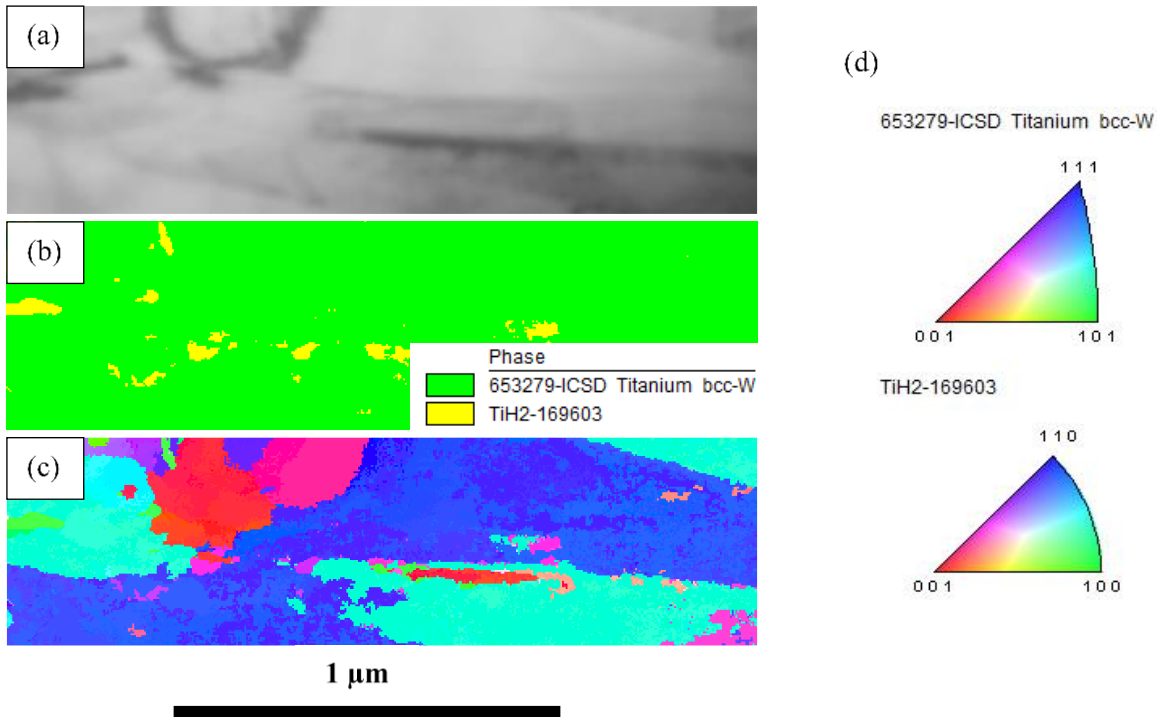 (a)
(b)
Phase
653279-ICSD Titanium bcc-W
TiH2-169603
(c)
1 µm
(d)
653279-ICSD Titanium bcc-W
1 1 1
0 0 1
1 0 1
TiH2-169603
1 1 0
0 0 1
1 0 0